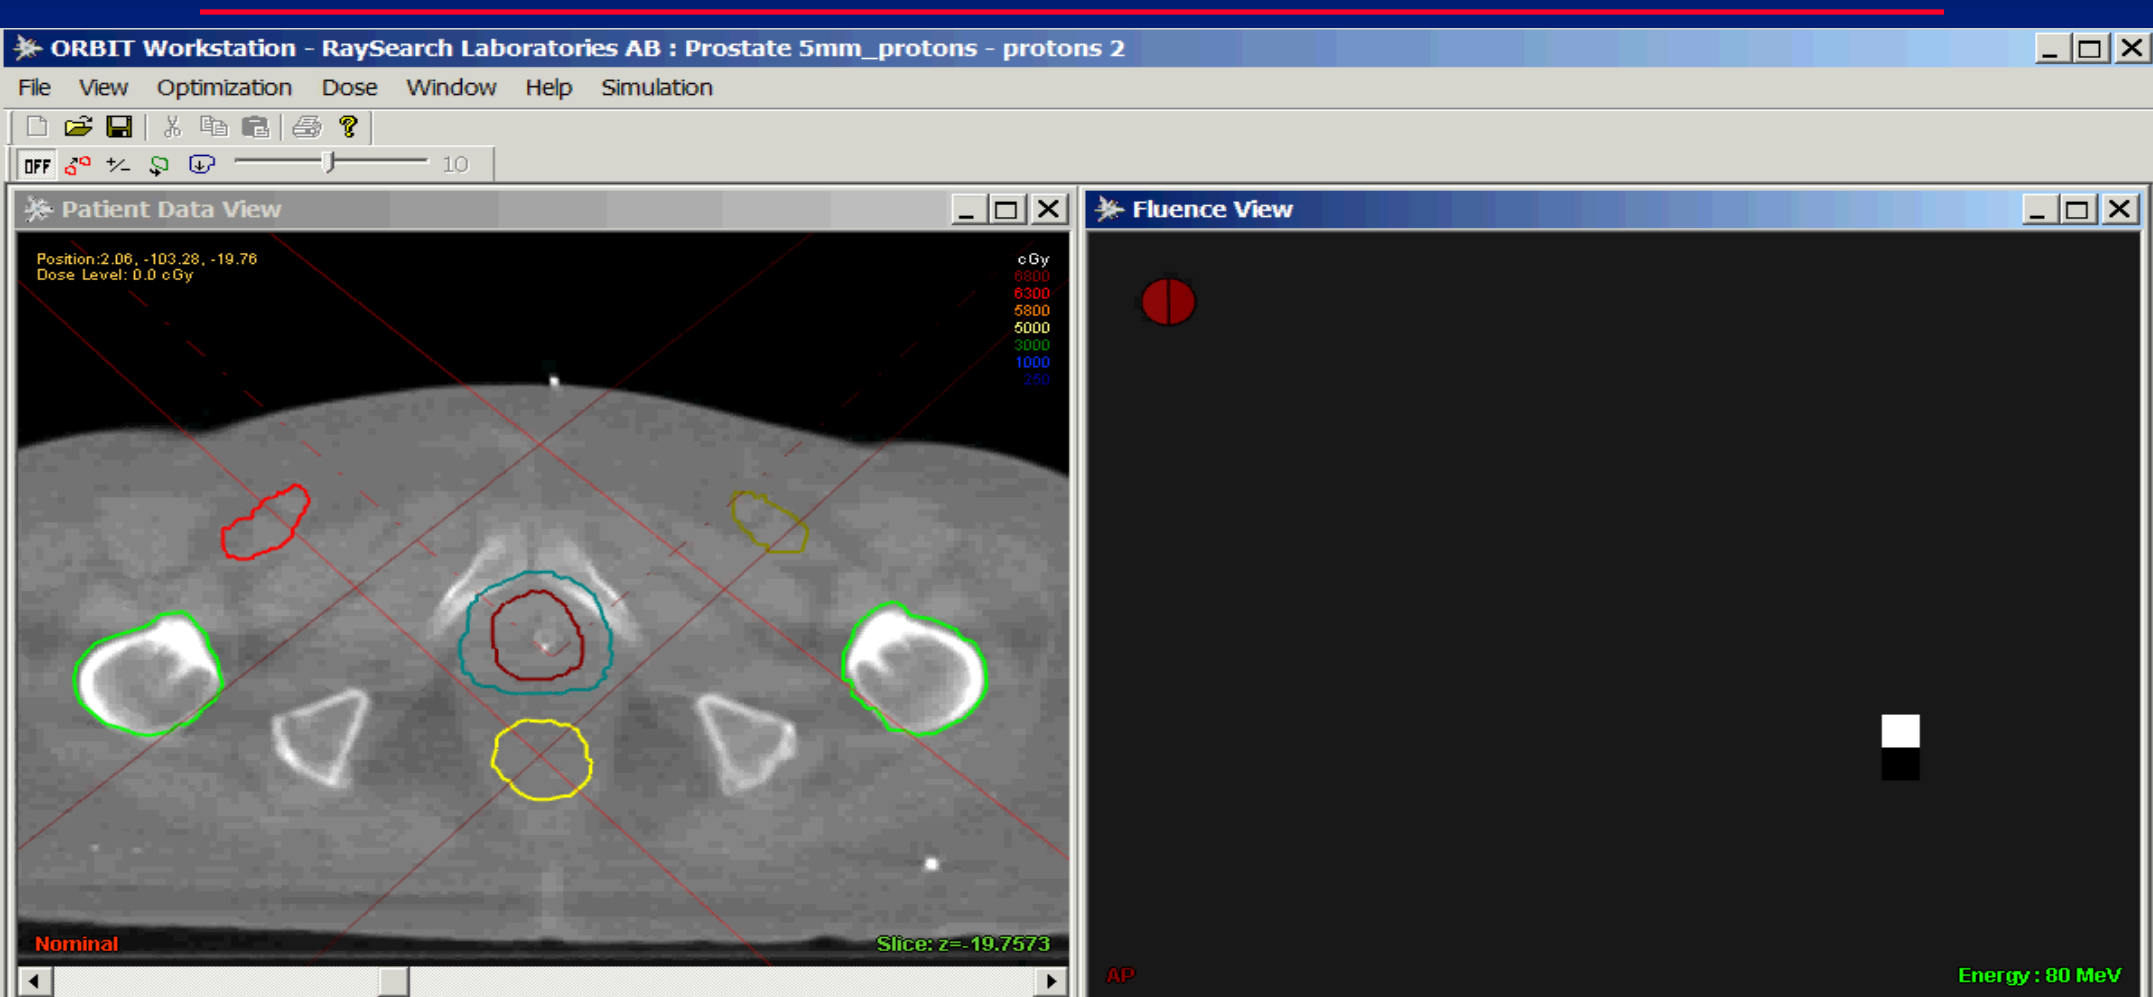 ORBIT Workstation - RaySearch Laboratories AB : Prostate 5mm_protons - protons 2
File View Optimization Dose Window Help Simulation
OFF +/- 10
Patient Data View
Fluence View
Position:2.06, -103.28, -19.76
Dose Level: 0.0 cGy
cGy
6800
6300
5800
5000
3000
1000
250
Nominal
Slice: z=-19.7573
AP
Energy : 80 MeV